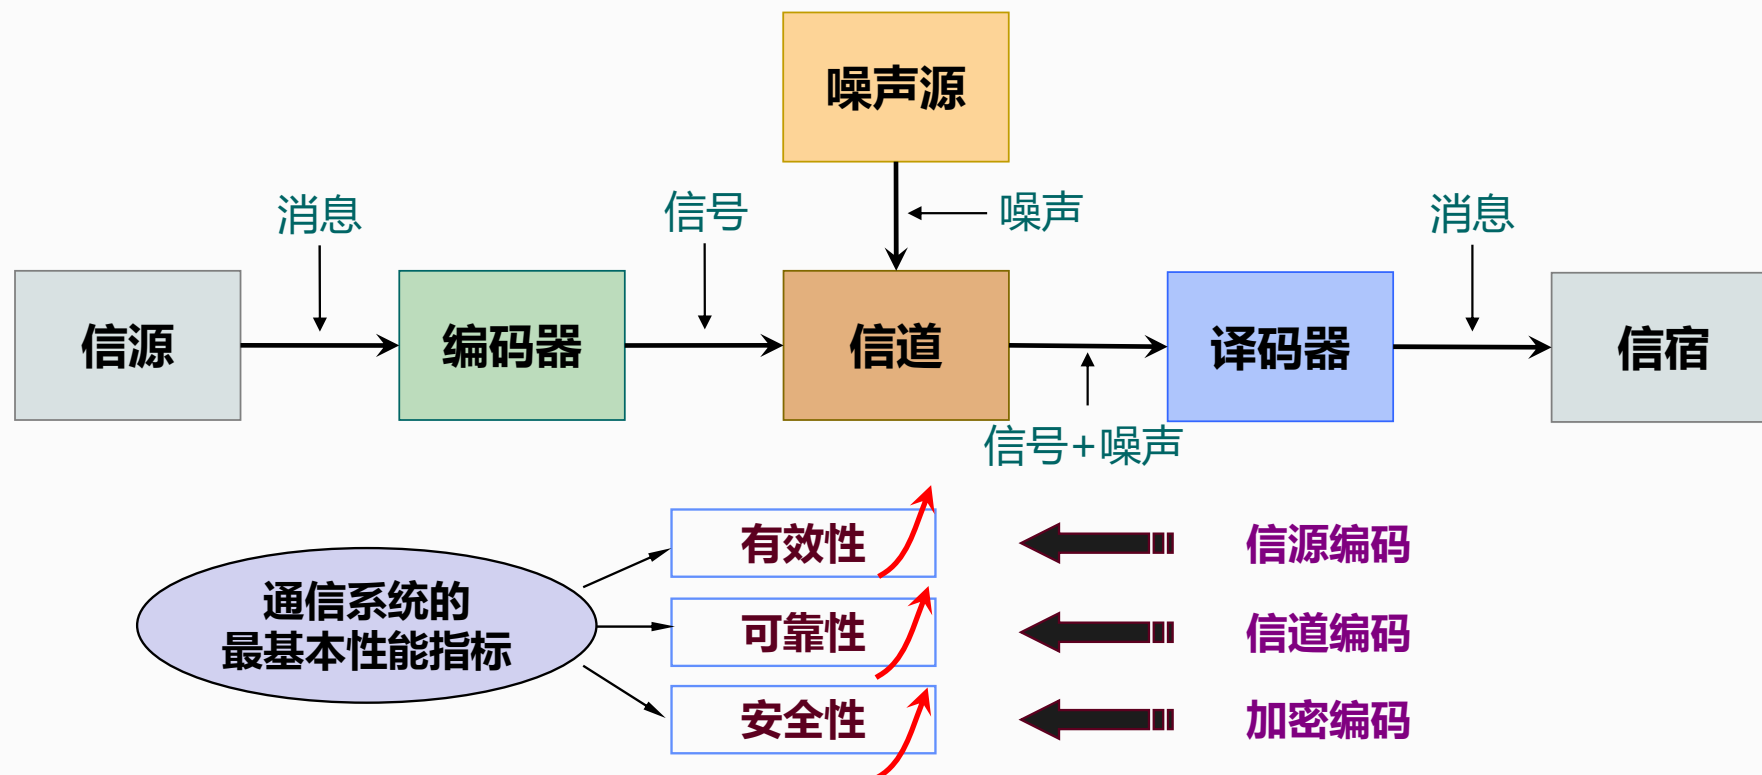 噪声源
消息
信号
噪声
消息
信源
编码器
信道
译码器
信宿
信号+噪声
有效性
信源编码
通信系统的
最基本性能指标
可靠性
信道编码
安全性
加密编码